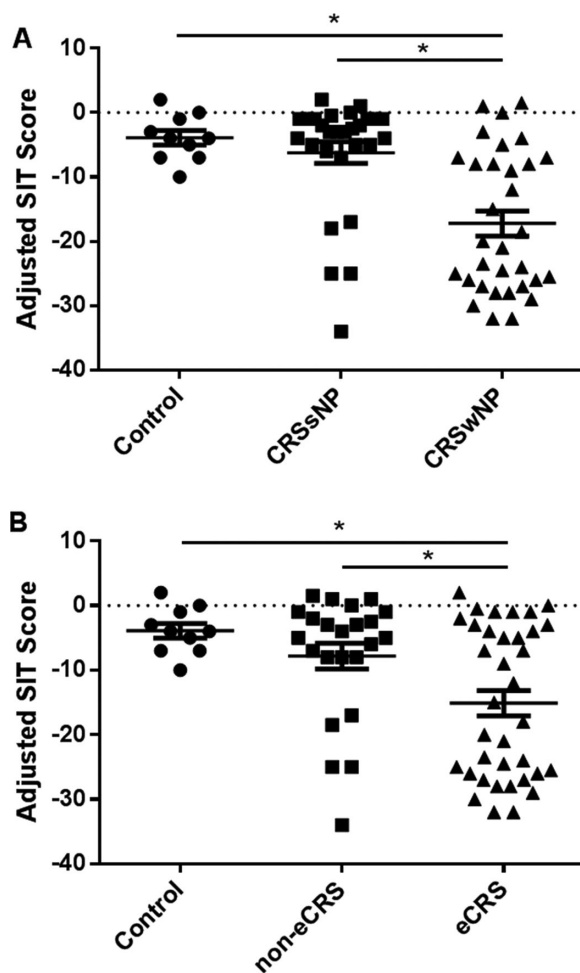 A
*
*
Adjusted SIT Score
10
0
-10
-20
-30
-40
Control
CRSsNP
CRSwNP
B
*
*
Adjusted SIT Score
10
0
-10
-20
-30
-40
Control
non-eCRS
eCRS